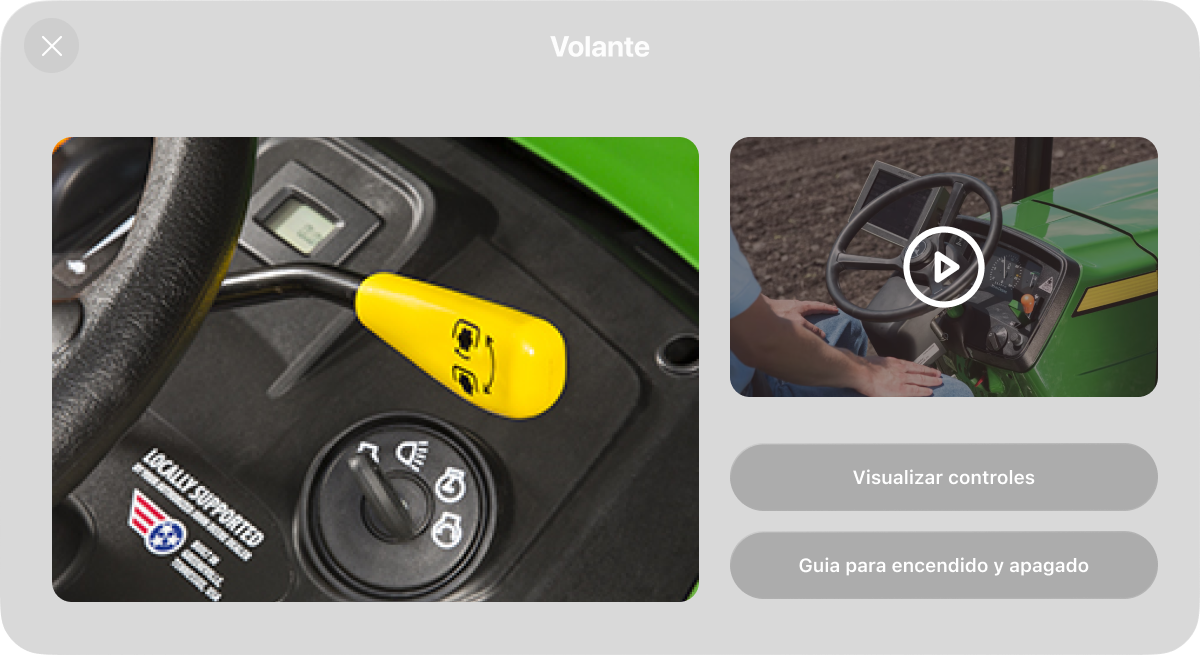 Volante
LOCALLY SUPPORTED
Visualizar controles
Guia para encendido y apagado